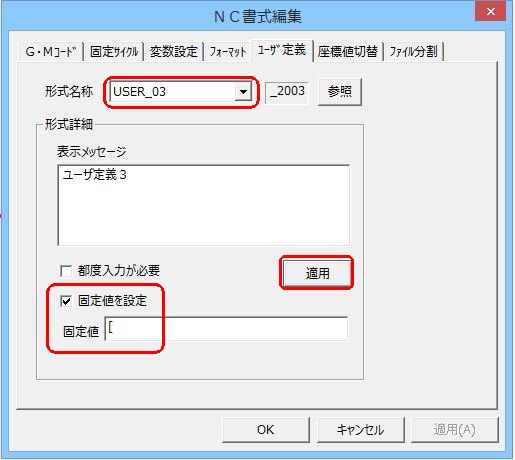 ＮＣ書式編集
Ｇ・Ｍｺｰﾄﾞ 固定ｻｲｸﾙ 変数設定 ﾌｫｰﾏｯﾄ ﾕｰｻﾞ定義 座標値切替 ﾌｧｲﾙ分割
形式名称 USER_03 _2003 参照
形式詳細
表示メッセージ
ユーザ定義３
都度入力が必要 適用
固定値を設定
固定値 [
OK キャンセル 適用(A)